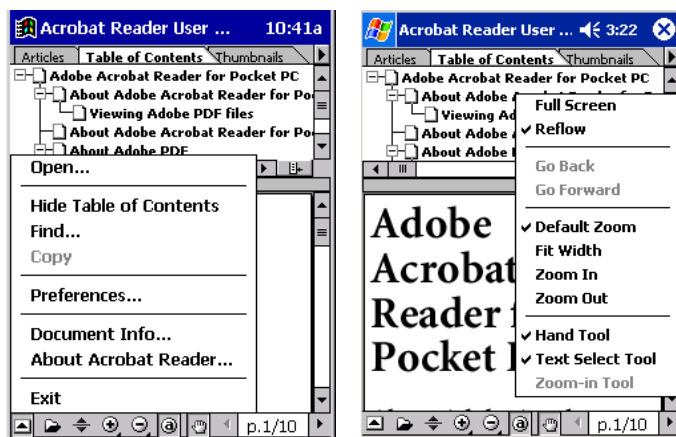 Acrobat Reader User ... 10:41a
Articles Table of Contents Thumbnails
Adobe Acrobat Reader for Pocket PC
About Adobe Acrobat Reader for Po
Viewing Adobe PDF files
About Adobe Acrobat Reader for Po
About Adobe PDF
Open...
Hide Table of Contents
Find...
Copy
Preferences...
Document Info...
About Acrobat Reader...
Exit
p.1/10
Acrobat Reader User ... 3:22
Articles Table of Contents Thumbnails
Adobe Acrobat Reader for Pocket PC
About Adobe
Viewing Ad
About Adobe
About Adobe
Full Screen
Reflow
Go Back
Go Forward
Default Zoom
Fit Width
Zoom In
Zoom Out
Hand Tool
Text Select Tool
Zoom-in Tool
Adobe
Acrobat
Reader
Pocket
p.1/10